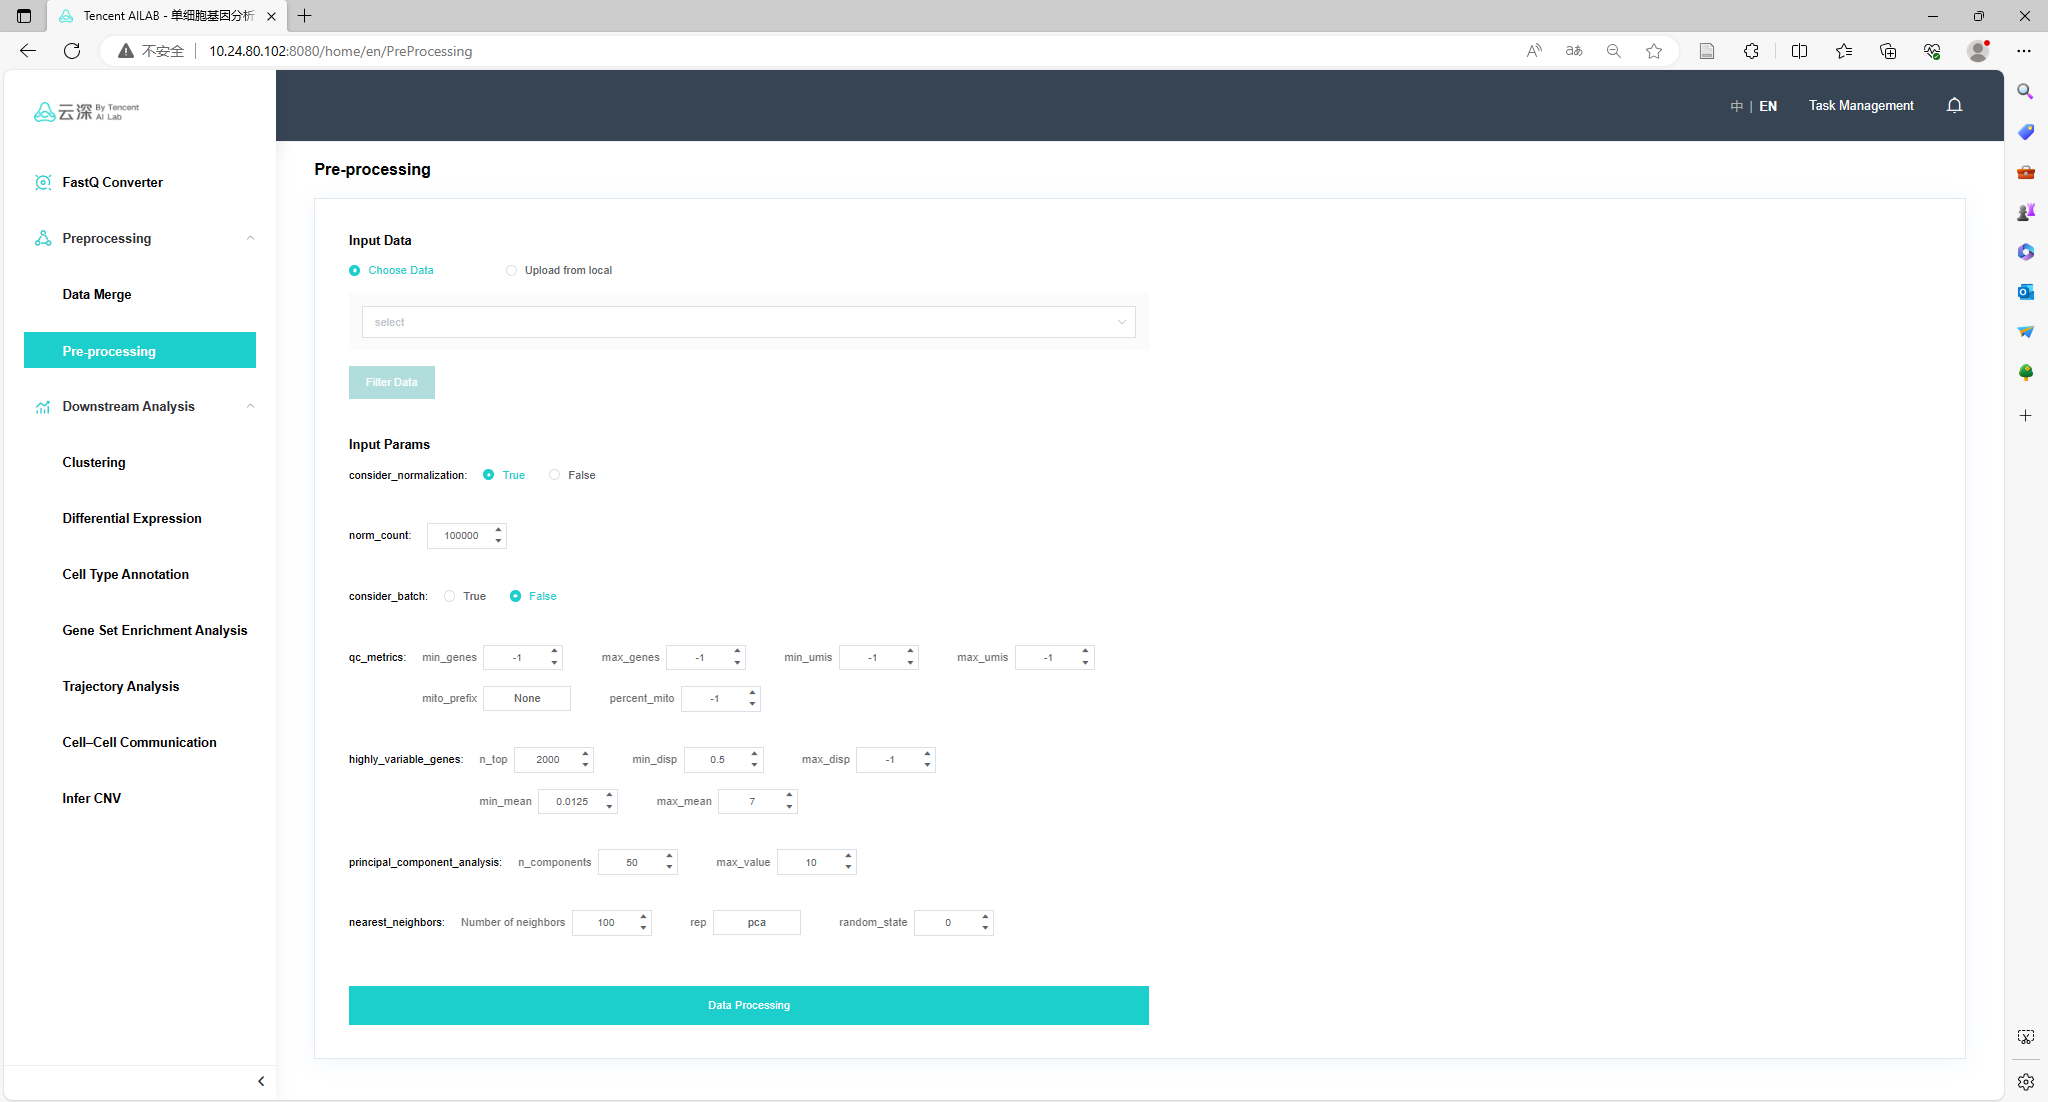 Tencent AILAB - 单细胞基因分析
不安全
10.24.80.102:8080/home/en/PreProcessing
云深 By Tencent AI Lab
中 | EN
Task Management
FastQ Converter
Preprocessing
Data Merge
Pre-processing
Downstream Analysis
Clustering
Differential Expression
Cell Type Annotation
Gene Set Enrichment Analysis
Trajectory Analysis
Cell–Cell Communication
Infer CNV
Pre-processing
Input Data
Choose Data Upload from local
select
Filter Data
Input Params
consider_normalization: True False
norm_count: 100000
consider_batch: True False
qc_metrics: min_genes -1 max_genes -1 min_umis -1 max_umis -1
mito_prefix None percent_mito -1
highly_variable_genes: n_top 2000 min_disp 0.5 max_disp -1
min_mean 0.0125 max_mean 7
principal_component_analysis: n_components 50 max_value 10
nearest_neighbors: Number of neighbors 100 rep pca random_state 0
Data Processing